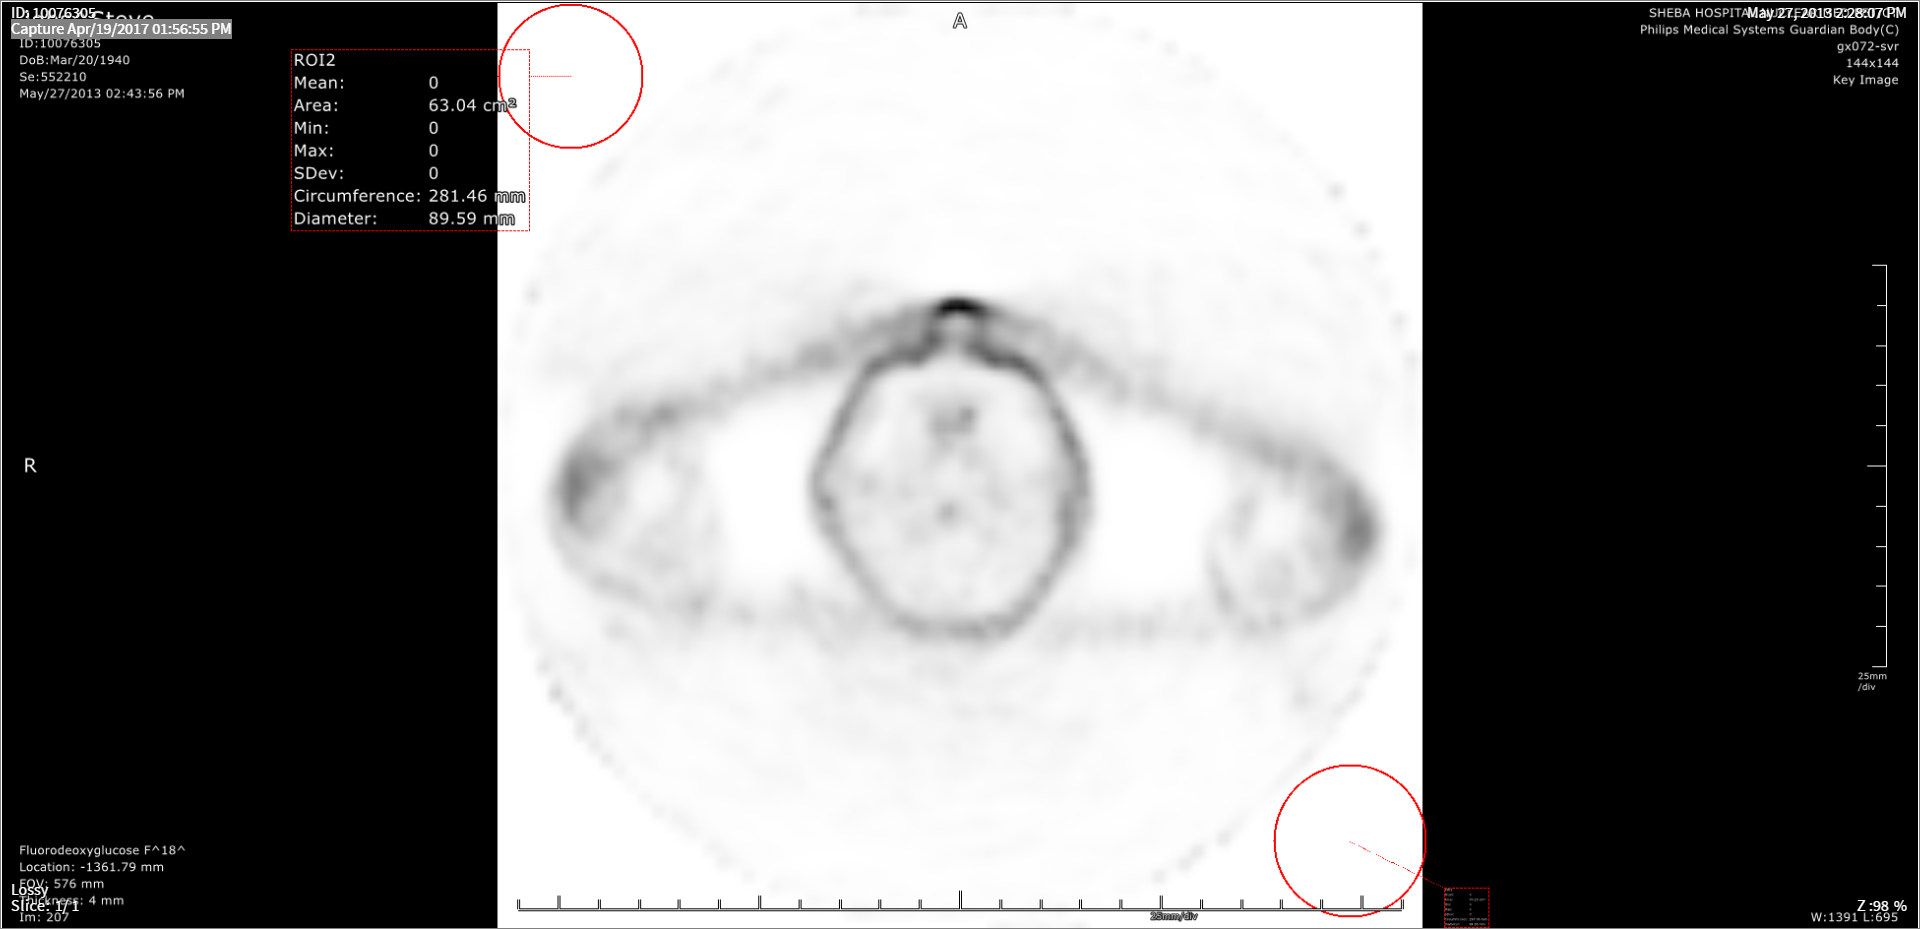 ID: 10076305
Steve
Capture Apr/19/2017 01:56:55 PM
ID:10076305
DoB:Mar/20/1940
Se:552210
May/27/2013 02:43:56 PM
ROI2
Mean: 0
Area: 63.04 cm²
Min: 0
Max: 0
SDev: 0
Circumference: 281.46 mm
Diameter: 89.59 mm
A
May 27, 2013 2:28:07 PM
SHEBA HOSPITAL
Philips Medical Systems Guardian Body(C)
gx072-svr
144x144
Key Image
R
25mm
/div
Fluorodeoxyglucose F^18^
Location: -1361.79 mm
FOV: 576 mm
Lossy
Thickness: 4 mm
Slice: 1/1
Im: 207
25mm/div
Z :98 %
W:1391 L:695